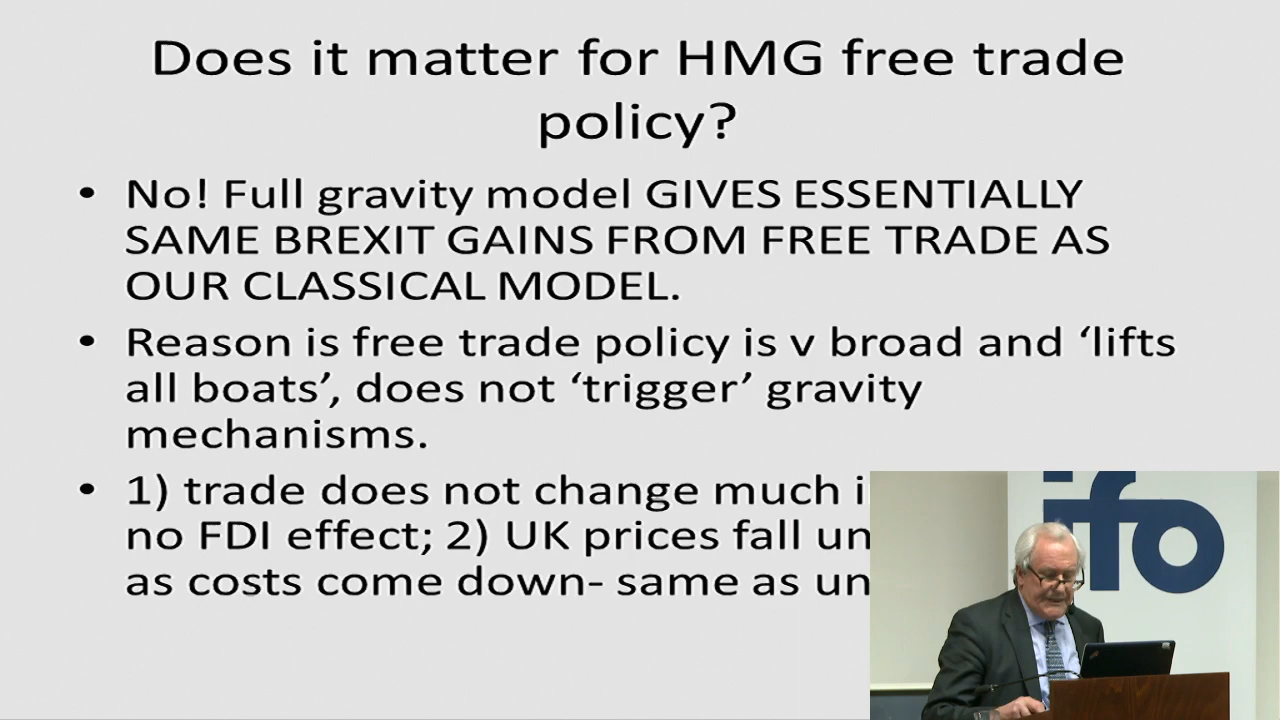 Does it matter for HMG free trade
policy?
• No! Full gravity model GIVES ESSENTIALLY
SAME BREXIT GAINS FROM FREE TRADE AS
OUR CLASSICAL MODEL.
• Reason is free trade policy is v broad and ‘lifts
all boats’, does not ‘trigger’ gravity
mechanisms.
• 1) trade does not change much
no FDI effect; 2) UK prices fall
as costs come down- same as
ifo